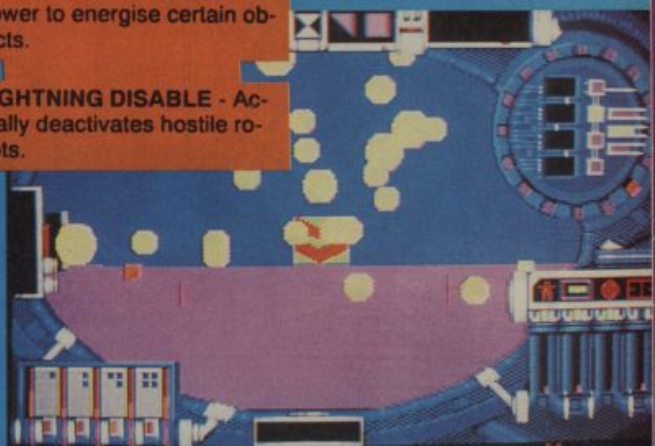 ower to energise certain ob-
cts.
GHTNING DISABLE - Ac-
ally deactivates hostile ro-
ts.